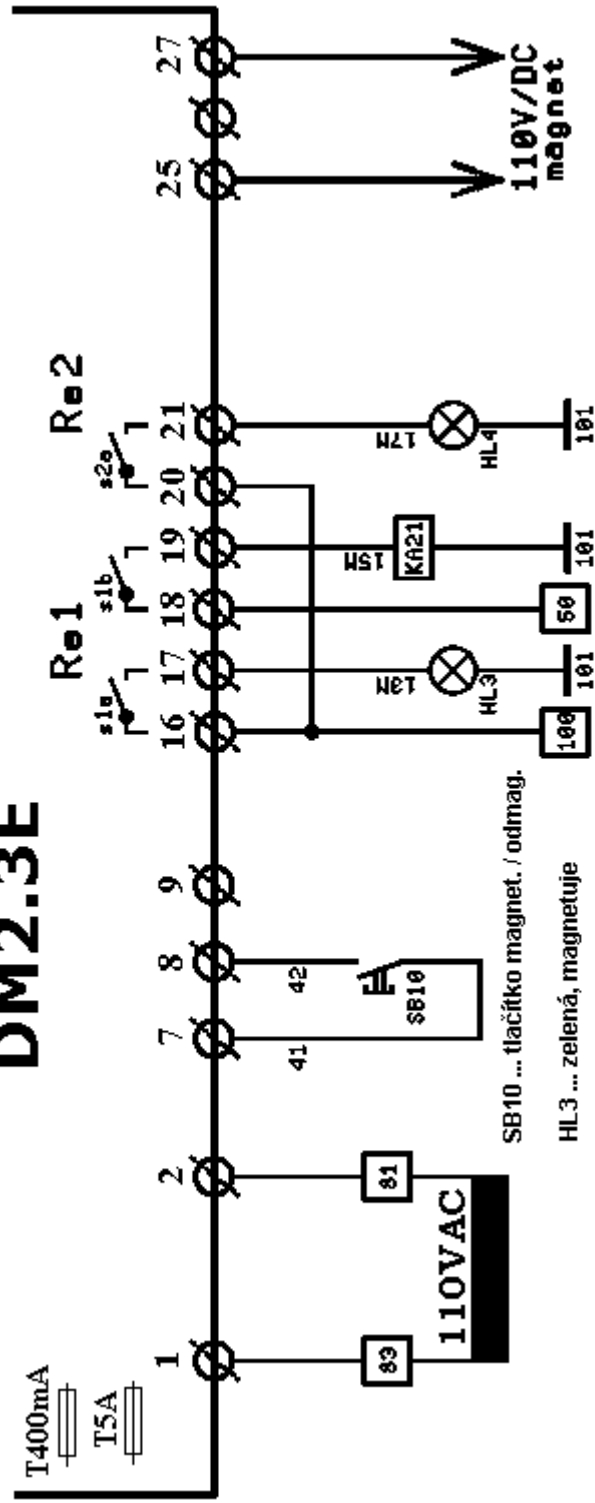 DM2.3E
T400mA
T5A
Re1
Re2
s1a
s1b
s2a
1 2 7 8 9 16 17 18 19 20 21 25 27
41
42
13M
15M
17M
83
81
SB10
HL3
KA21
HL4
110VAC
110V/DC
magnet
100
101
50
101
101
SB10 ... tlačítko magnet. / odmag.
HL3 ... zelená, magnetuje